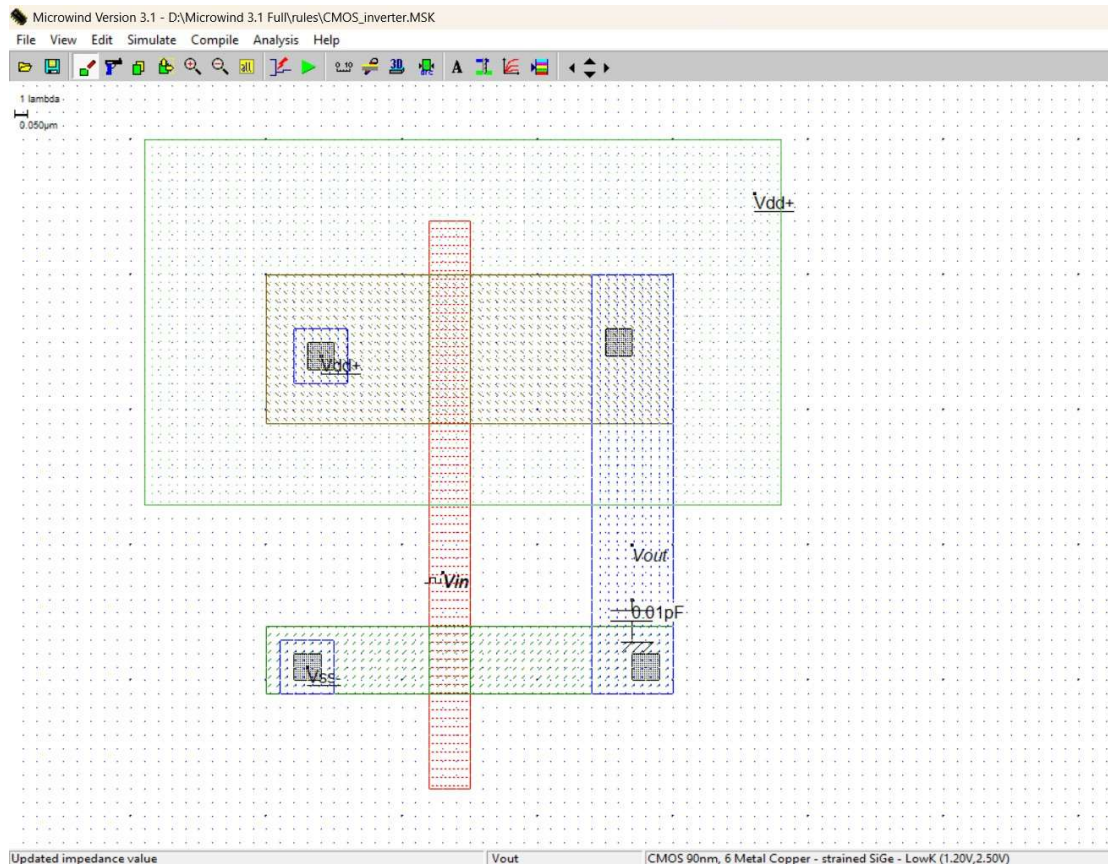 Microwind Version 3.1 - D:\Microwind 3.1 Full\rules\CMOS_inverter.MSK
File View Edit Simulate Compile Analysis Help
1 lambda
0.050µm
Vdd+
Vdd+
Vout
Vin
0.01pF
Vss-
Updated impedance value Vout CMOS 90nm, 6 Metal Copper - strained SiGe - LowK (1.20V,2.50V)